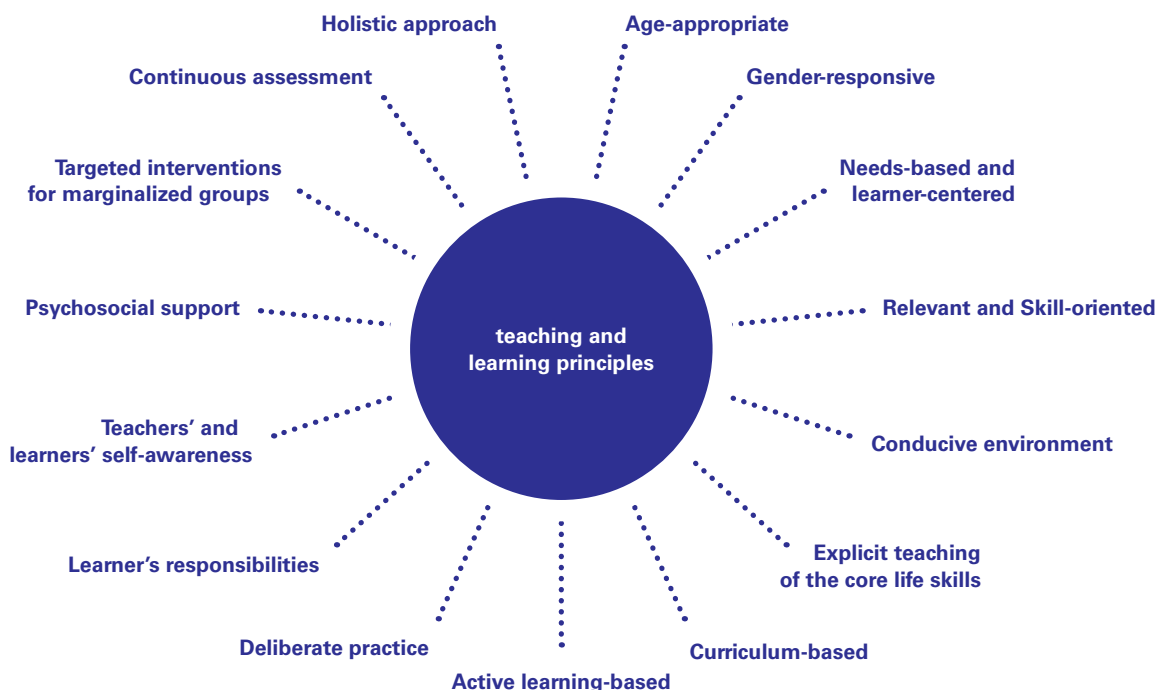 Holistic approach
Age-appropriate
Continuous assessment
Gender-responsive
Targeted interventions
for marginalized groups
Needs-based and
learner-centered
Psychosocial support
Relevant and Skill-oriented
teaching and
learning principles
Teachers’ and
learners’ self-awareness
Conducive environment
Learner’s responsibilities
Explicit teaching
of the core life skills
Deliberate practice
Curriculum-based
Active learning-based